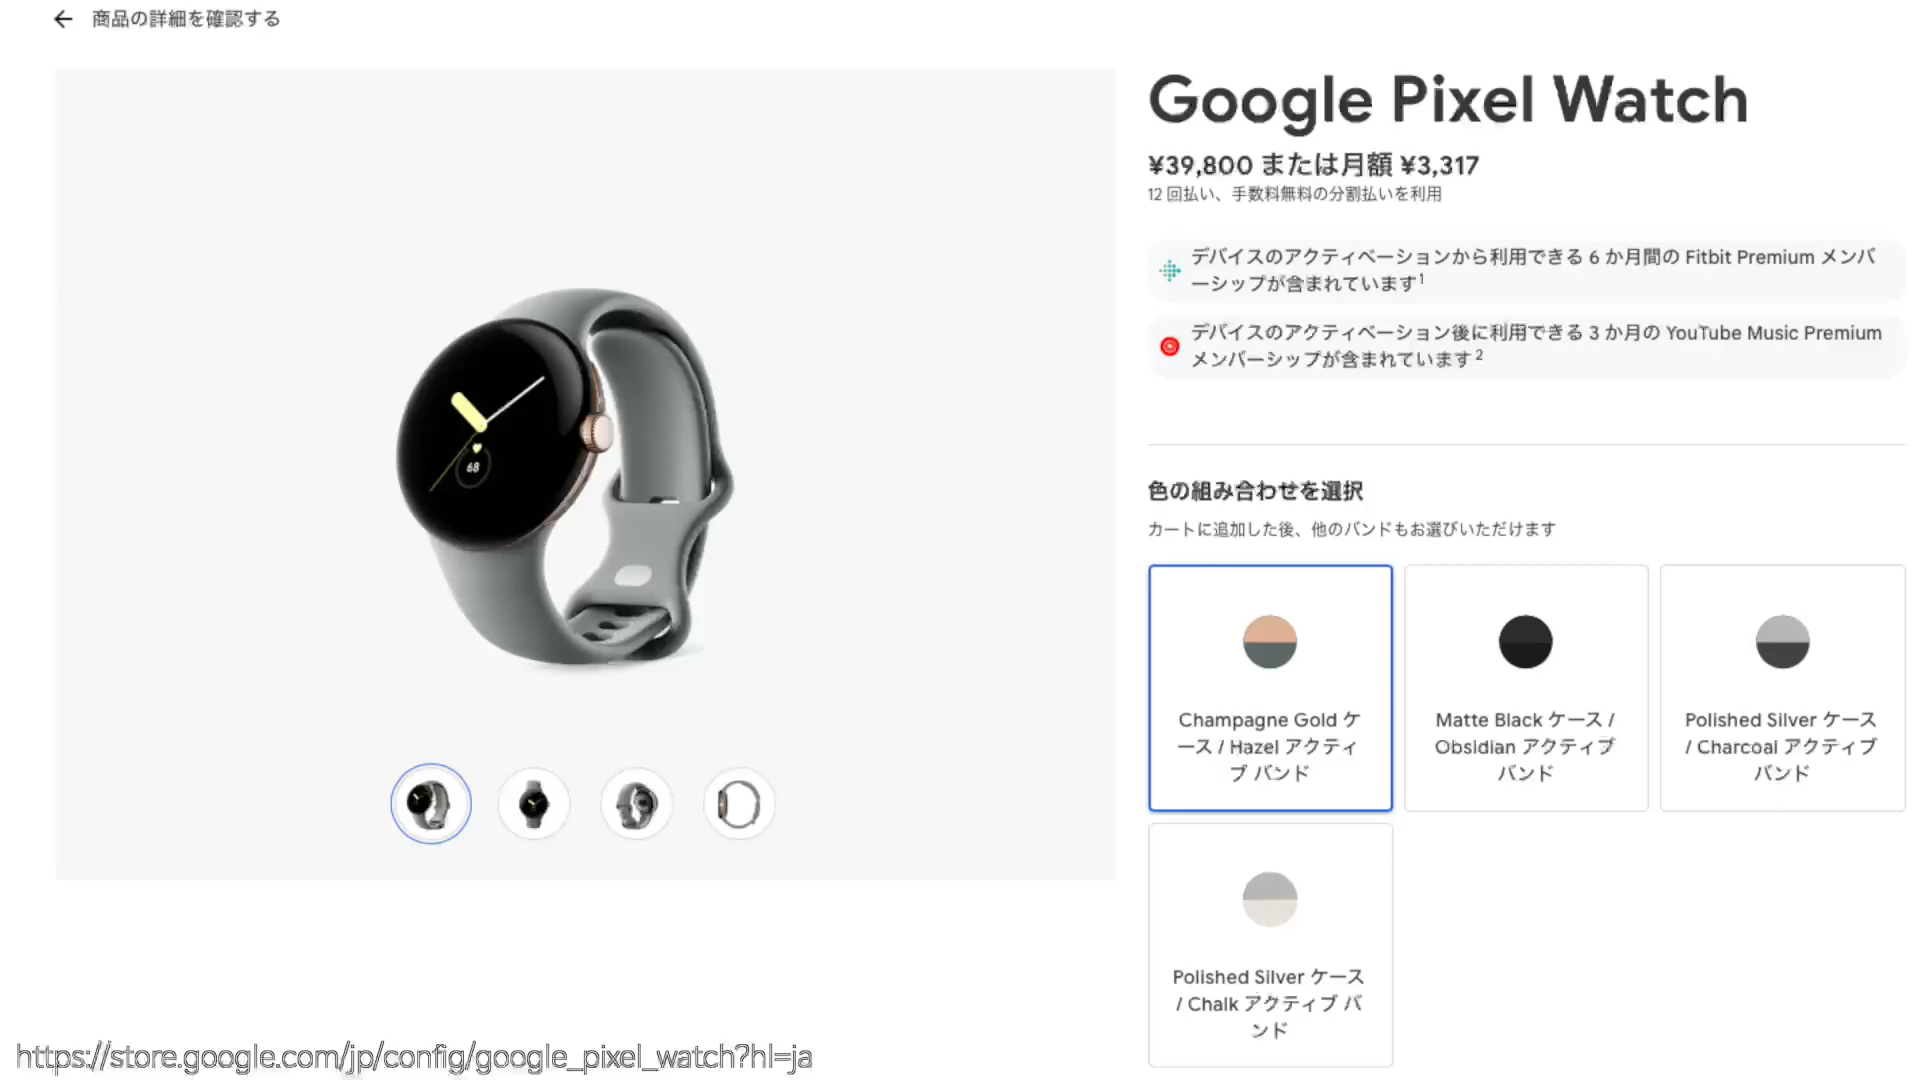 商品の詳細を確認する
Google Pixel Watch
¥39,800 または月額 ¥3,317
12 回払い、手数料無料の分割払いを利用
デバイスのアクティベーションから利用できる 6 か月間の Fitbit Premium メンバ
ーシップが含まれています1
デバイスのアクティベーション後に利用できる 3 か月の YouTube Music Premium
メンバーシップが含まれています2
68
色の組み合わせを選択
カートに追加した後、他のバンドもお選びいただけます
Champagne Gold ケ
ース / Hazel アクティ
ブ バンド
Matte Black ケース /
Obsidian アクティブ
バンド
Polished Silver ケース
/ Charcoal アクティブ
バンド
Polished Silver ケース
/ Chalk アクティブ バ
ンド
https://store.google.com/jp/config/google_pixel_watch?hl=ja